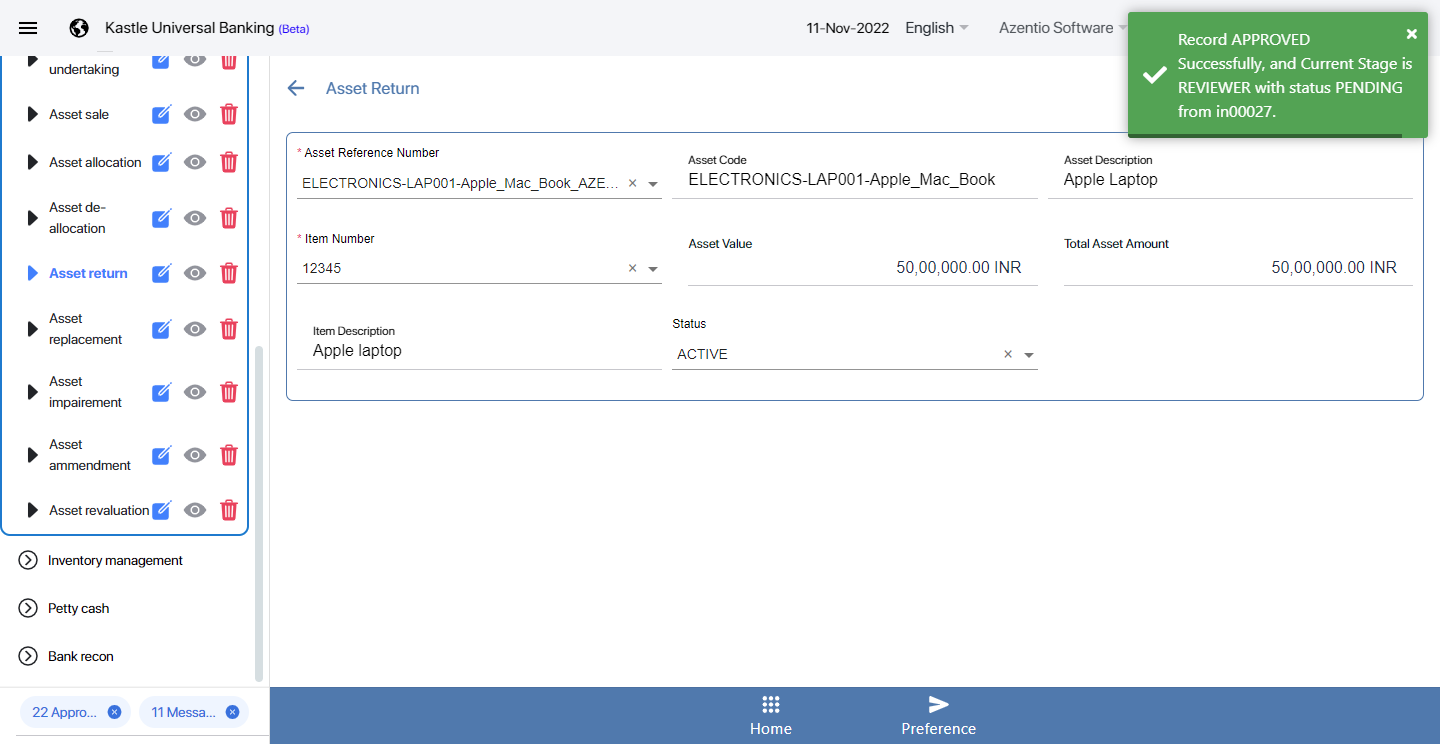 Kastle Universal Banking (Beta)
11-Nov-2022
English
Azentio Software
Record APPROVED
Successfully, and Current Stage is
REVIEWER with status PENDING
from in00027.
undertaking
Asset sale
Asset allocation
Asset de-
allocation
Asset return
Asset
replacement
Asset
impairement
Asset
ammendment
Asset revaluation
Inventory management
Petty cash
Bank recon
22 Appro...
11 Messa...
Asset Return
* Asset Reference Number
ELECTRONICS-LAP001-Apple_Mac_Book_AZE...
Asset Code
ELECTRONICS-LAP001-Apple_Mac_Book
Asset Description
Apple Laptop
* Item Number
12345
Asset Value
50,00,000.00 INR
Total Asset Amount
50,00,000.00 INR
Item Description
Apple laptop
Status
ACTIVE
Home
Preference